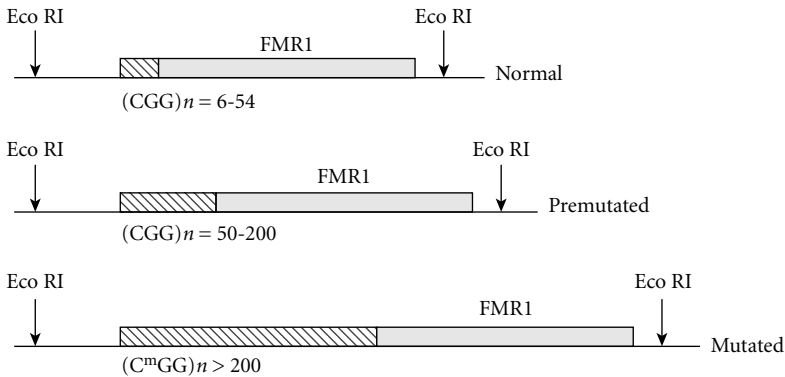 Eco RI
FMR1
Eco RI
Normal
(CGG)n = 6-54
Eco RI
FMR1
Eco RI
Premutated
(CGG)n = 50-200
Eco RI
FMR1
Eco RI
Mutated
(CᵐGG)n > 200